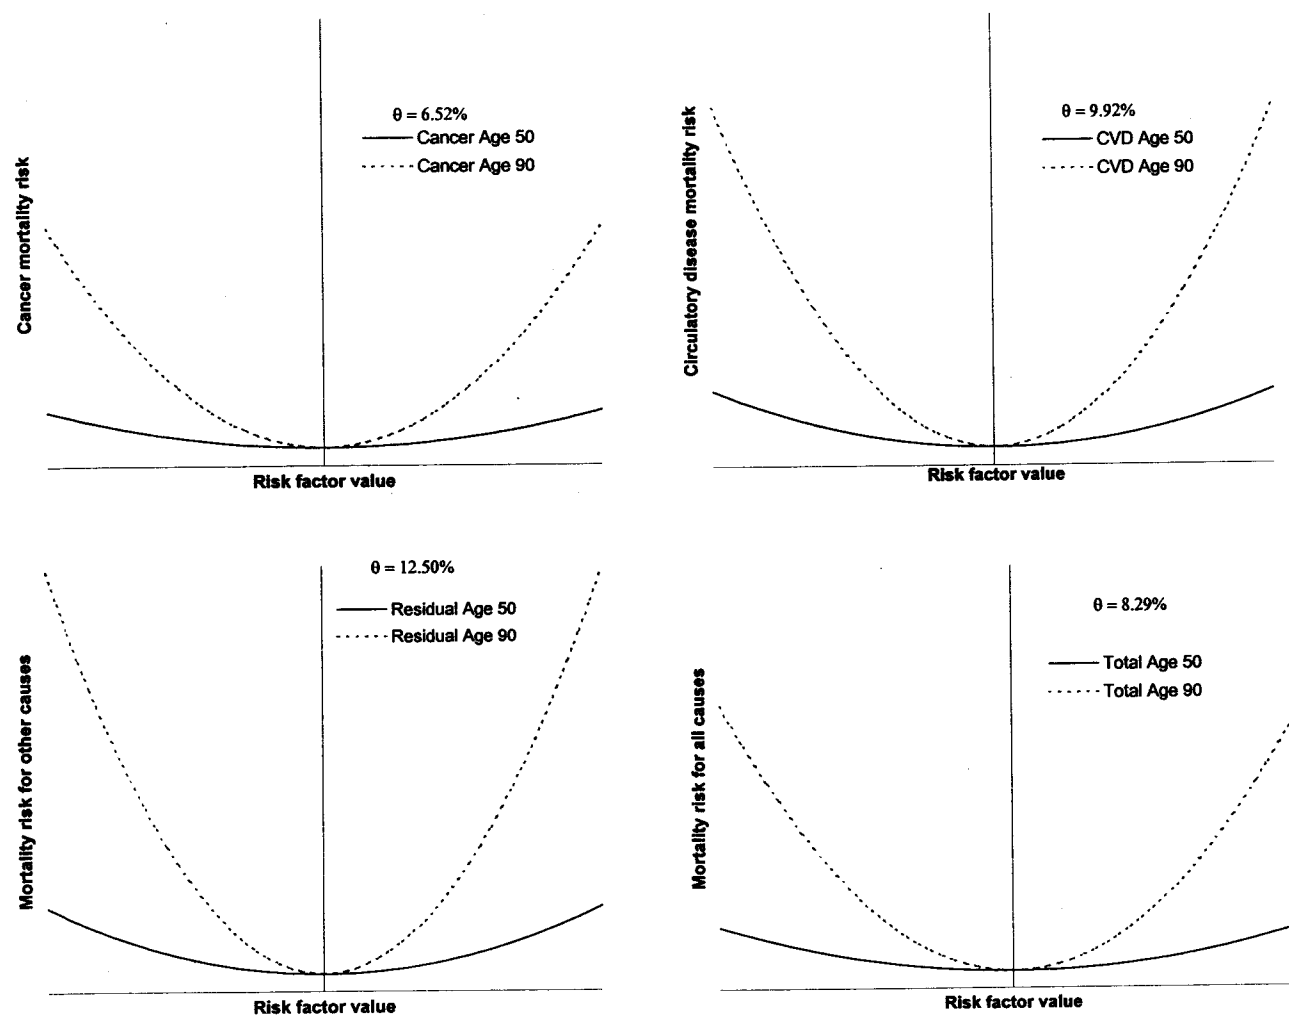 θ = 6.52%
Cancer Age 50
Cancer Age 90
Cancer mortality risk
Risk factor value
θ = 9.92%
CVD Age 50
CVD Age 90
Circulatory disease mortality risk
Risk factor value
θ = 12.50%
Residual Age 50
Residual Age 90
Mortality risk for other causes
Risk factor value
θ = 8.29%
Total Age 50
Total Age 90
Mortality risk for all causes
Risk factor value